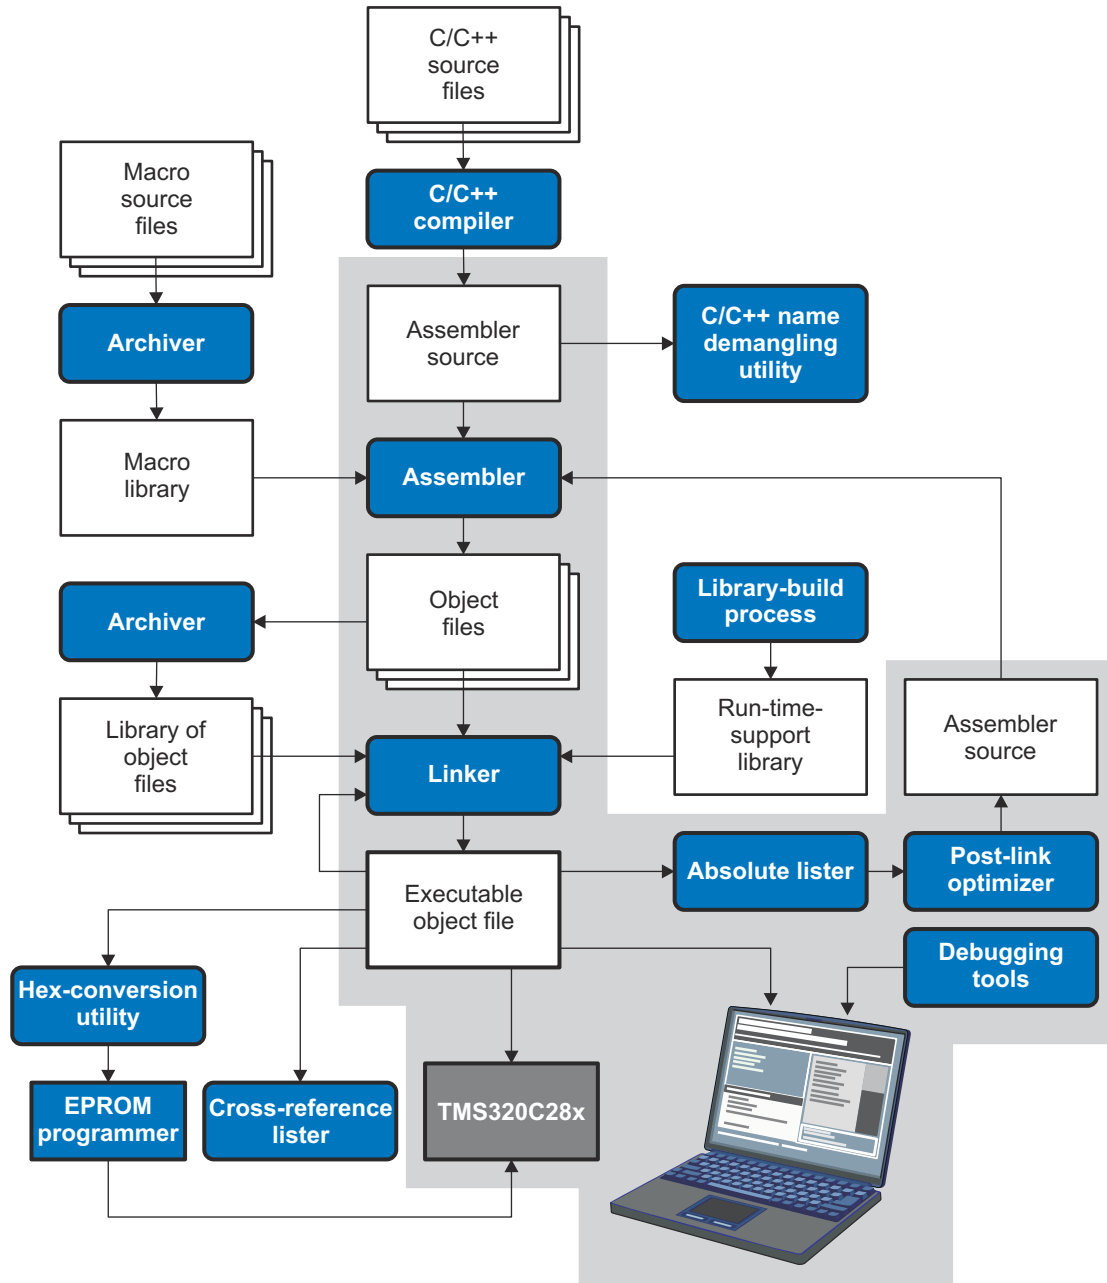 C/C++
source
files
Macro
source
files
C/C++
compiler
Archiver
Assembler
source
C/C++ name
demangling
utility
Macro
library
Assembler
Archiver
Object
files
Library-build
process
Library of
object
files
Linker
Run-time-
support
library
Assembler
source
Executable
object file
Absolute lister
Post-link
optimizer
Debugging
tools
Hex-conversion
utility
EPROM
programmer
Cross-reference
lister
TMS320C28x